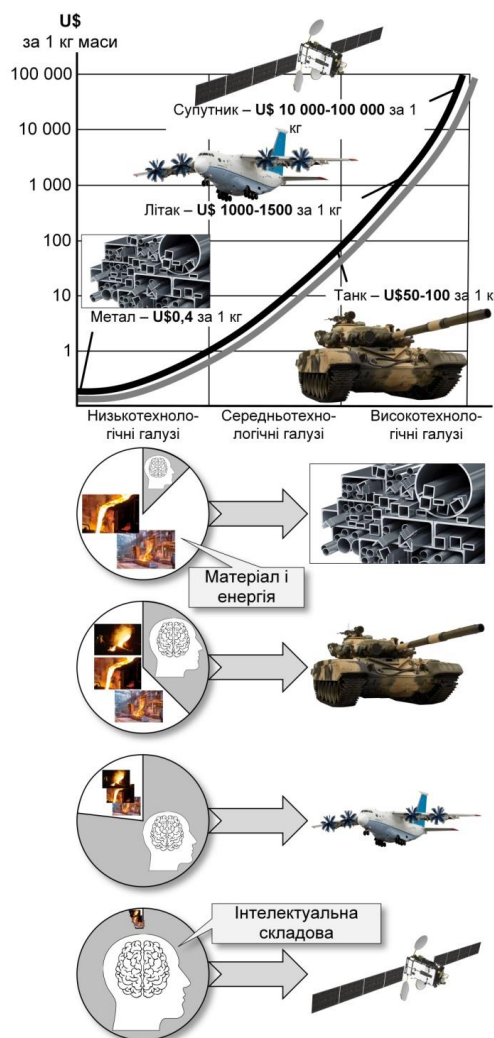 U$
за 1 кг маси
100 000
10 000
1 000
100
10
1
Супутник – U$ 10 000-100 000 за 1
кг
Літак – U$ 1000-1500 за 1 кг
Танк – U$50-100 за 1 к
Метал – U$0,4 за 1 кг
Низькотехноло-
гічні галузі
Середньотехно-
логічні галузі
Високотехноло-
гічні галузі
Матеріал і
енергія
Інтелектуальна
складова